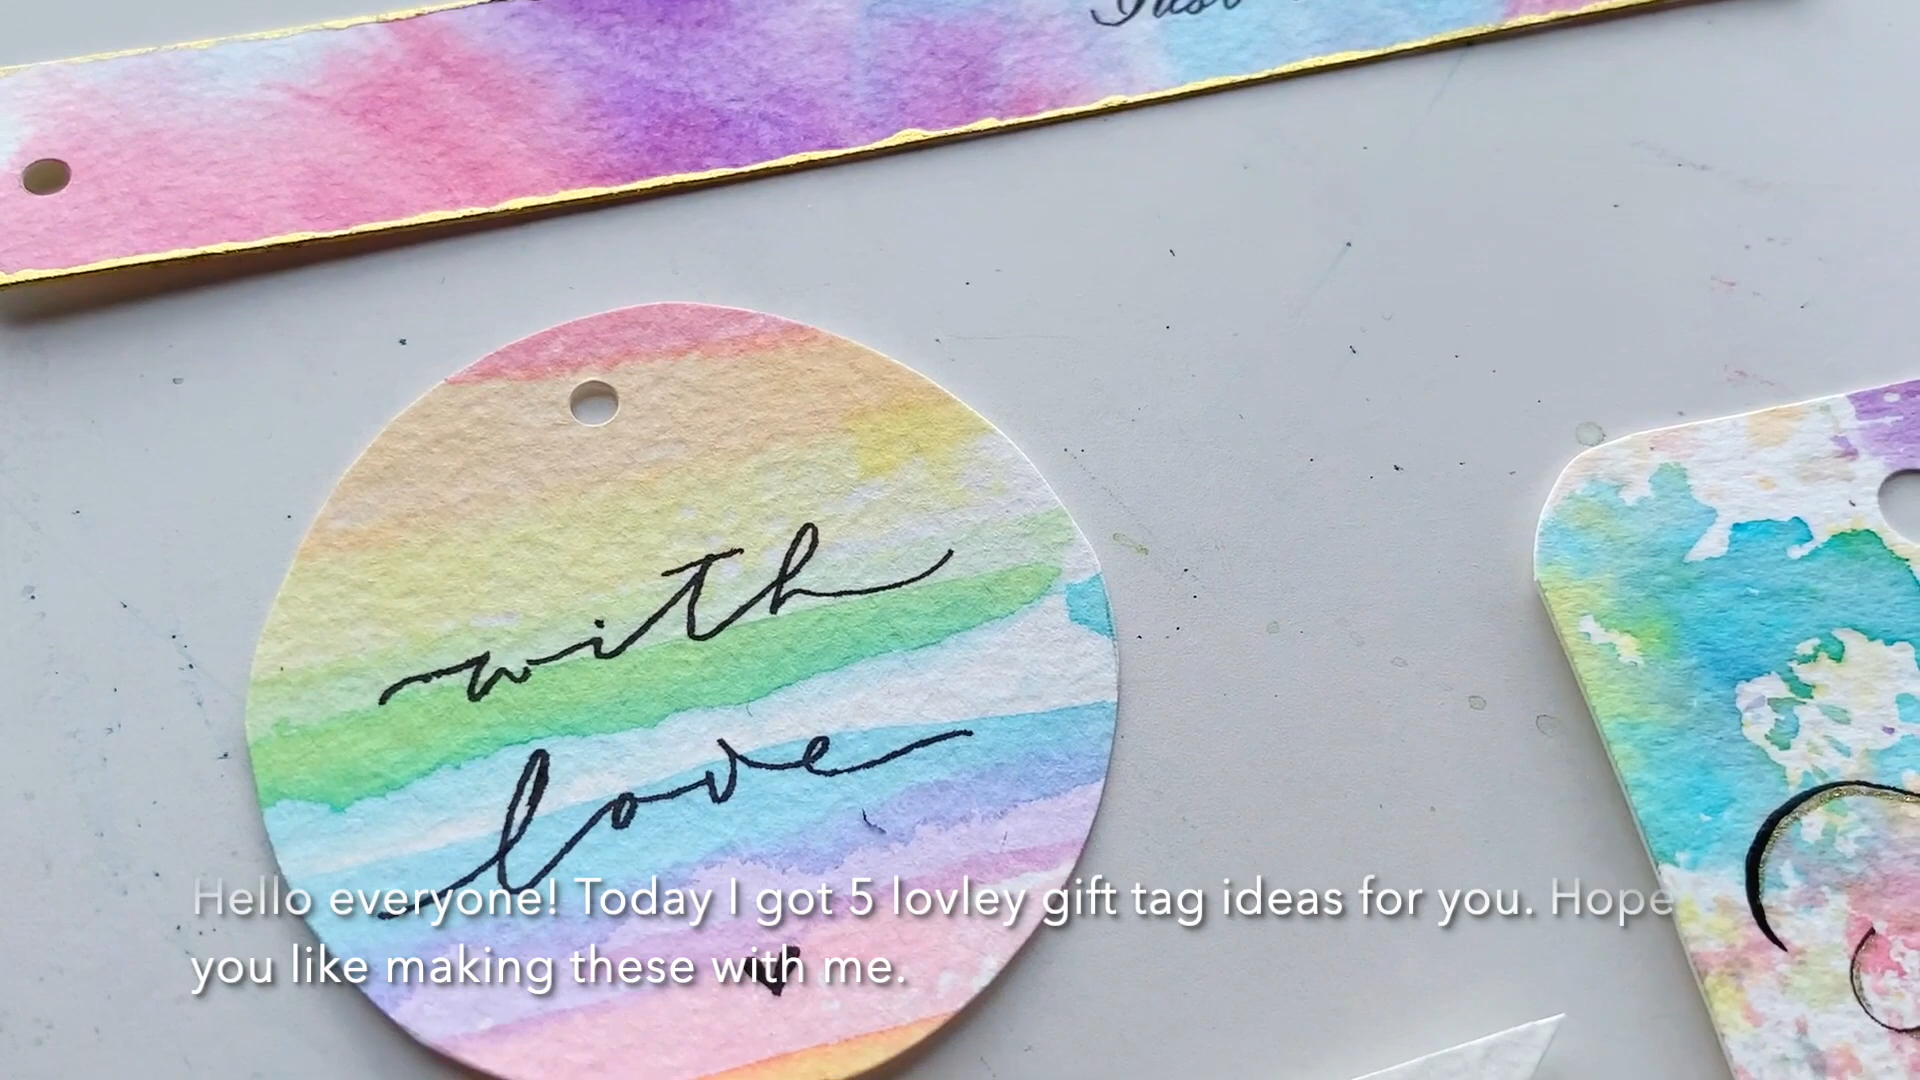 Just
with
love
Hello everyone! Today I got 5 lovley gift tag ideas for you. Hope
you like making these with me.